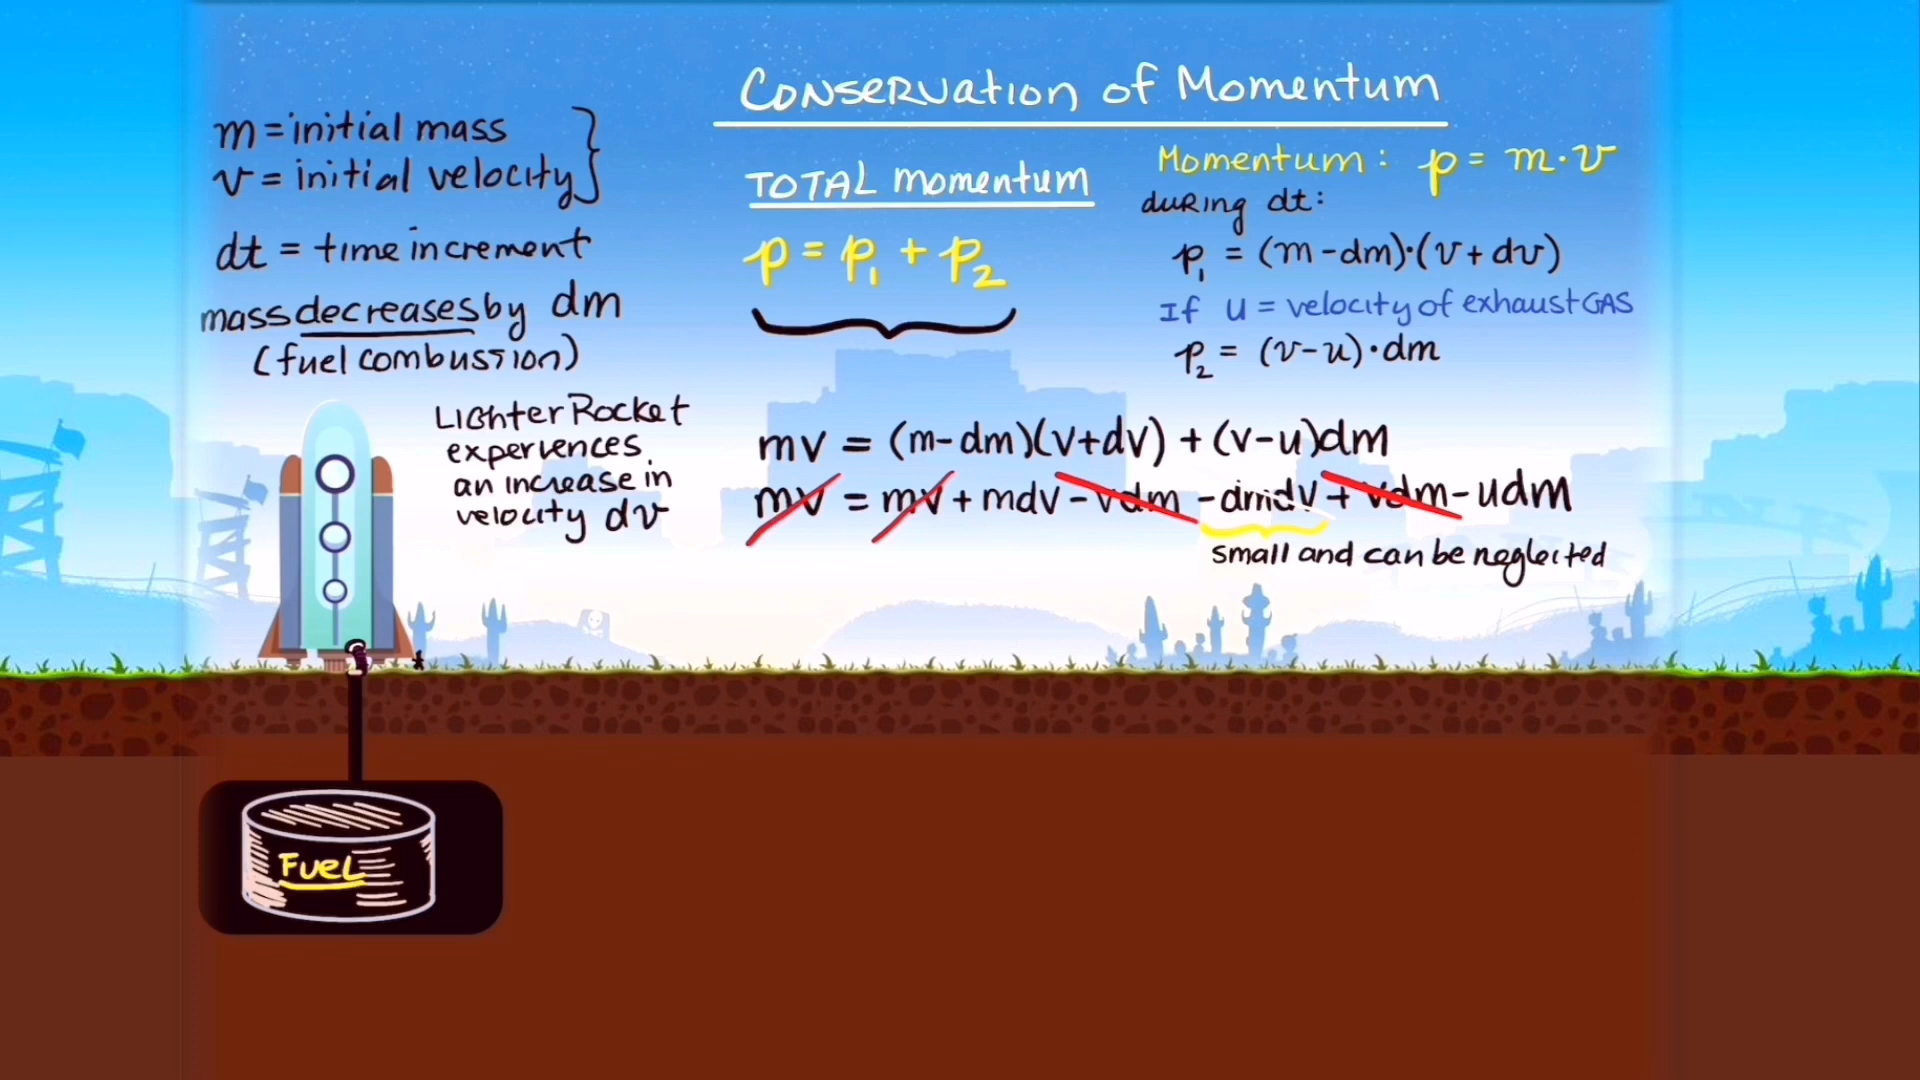 Conservation of Momentum
m = initial mass
v = initial velocity
dt = time increment
mass decreases by dm
(fuel combustion)
Lighter Rocket
experiences
an increase in
velocity dv
TOTAL momentum
p = p₁ + p₂
Momentum: p = m·v
during dt:
p₁ = (m - dm)·(v + dv)
If u = velocity of exhaust GAS
p₂ = (v - u)·dm
mv = (m - dm)(v + dv) + (v - u)dm
mv = mv + mdv - vdm - dmdv + vdm - udm
small and can be neglected
Fuel